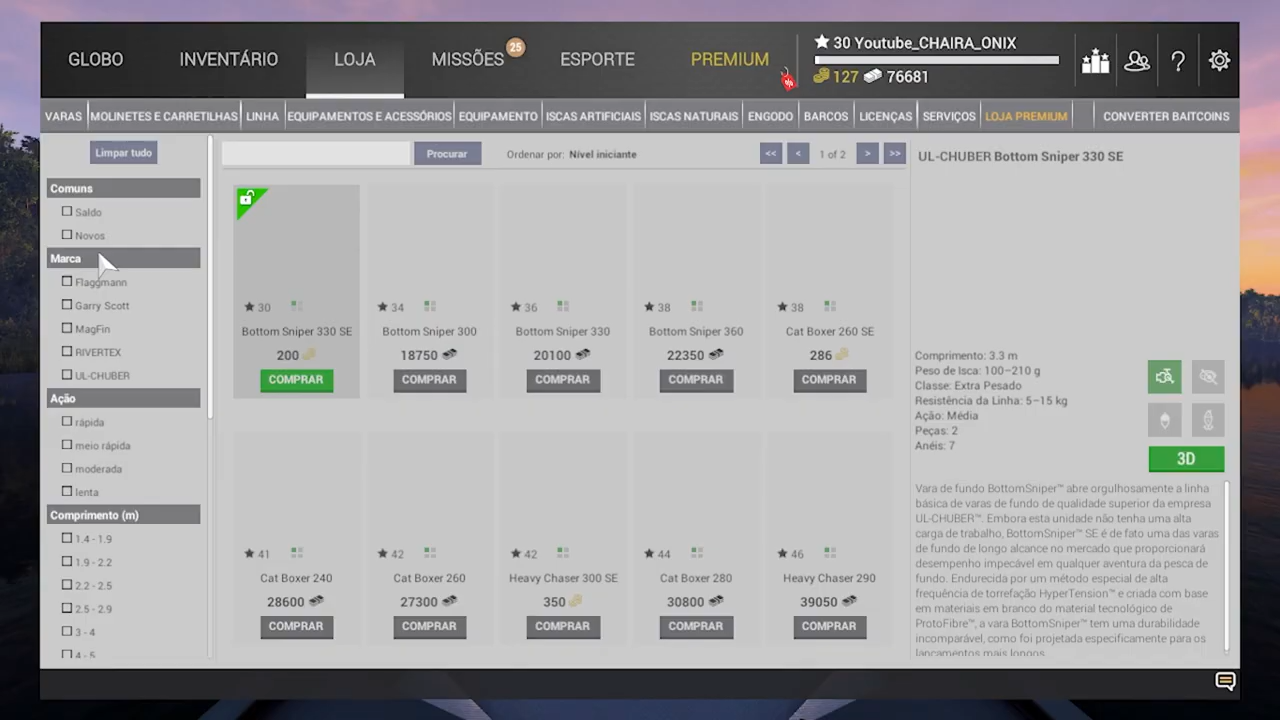 GLOBO INVENTÁRIO LOJA MISSÕES 25 ESPORTE PREMIUM %
30 Youtube_CHAIRA_ONIX
127 76681
?
VARAS MOLINETES E CARRETILHAS LINHA EQUIPAMENTOS E ACESSÓRIOS EQUIPAMENTO ISCAS ARTIFICIAIS ISCAS NATURAIS ENGODO BARCOS LICENÇAS SERVIÇOS LOJA PREMIUM CONVERTER BAITCOINS
Limpar tudo
Comuns
Saldo
Novos
Marca
Flaggmann
Garry Scott
MagFin
RIVERTEX
UL-CHUBER
Ação
rápida
meio rápida
moderada
lenta
Comprimento (m)
1.4 - 1.9
1.9 - 2.2
2.2 - 2.5
2.5 - 2.9
3 - 4
4 - 5
Procurar Ordenar por: Nível iniciante << < 1 of 2 > >>
30 34 36 38 38
Bottom Sniper 330 SE Bottom Sniper 300 Bottom Sniper 330 Bottom Sniper 360 Cat Boxer 260 SE
200 18750 20100 22350 286
COMPRAR COMPRAR COMPRAR COMPRAR COMPRAR
41 42 42 44 46
Cat Boxer 240 Cat Boxer 260 Heavy Chaser 300 SE Cat Boxer 280 Heavy Chaser 290
28600 27300 350 30800 39050
COMPRAR COMPRAR COMPRAR COMPRAR COMPRAR
UL-CHUBER Bottom Sniper 330 SE
Comprimento: 3.3 m
Peso de Isca: 100–210 g
Classe: Extra Pesado
Resistência da Linha: 5–15 kg
Ação: Média
Peças: 2
Anéis: 7
3D
Vara de fundo BottomSniper™ abre orgulhosamente a linha
básica de varas de fundo de qualidade superior da empresa
UL-CHUBER™. Embora esta unidade não tenha uma alta
carga de trabalho, BottomSniper™ SE é de fato uma das varas
de fundo de longo alcance no mercado que proporcionará
desempenho impecável em qualquer aventura da pesca de
fundo. Endurecida por um método especial de alta
frequência de torrefação HyperTension™ e criada com base
em materiais em branco do material tecnológico de
ProtoFibre™, a vara BottomSniper™ tem uma durabilidade
incomparável, como foi projetada especificamente para os
lançamentos mais longos.